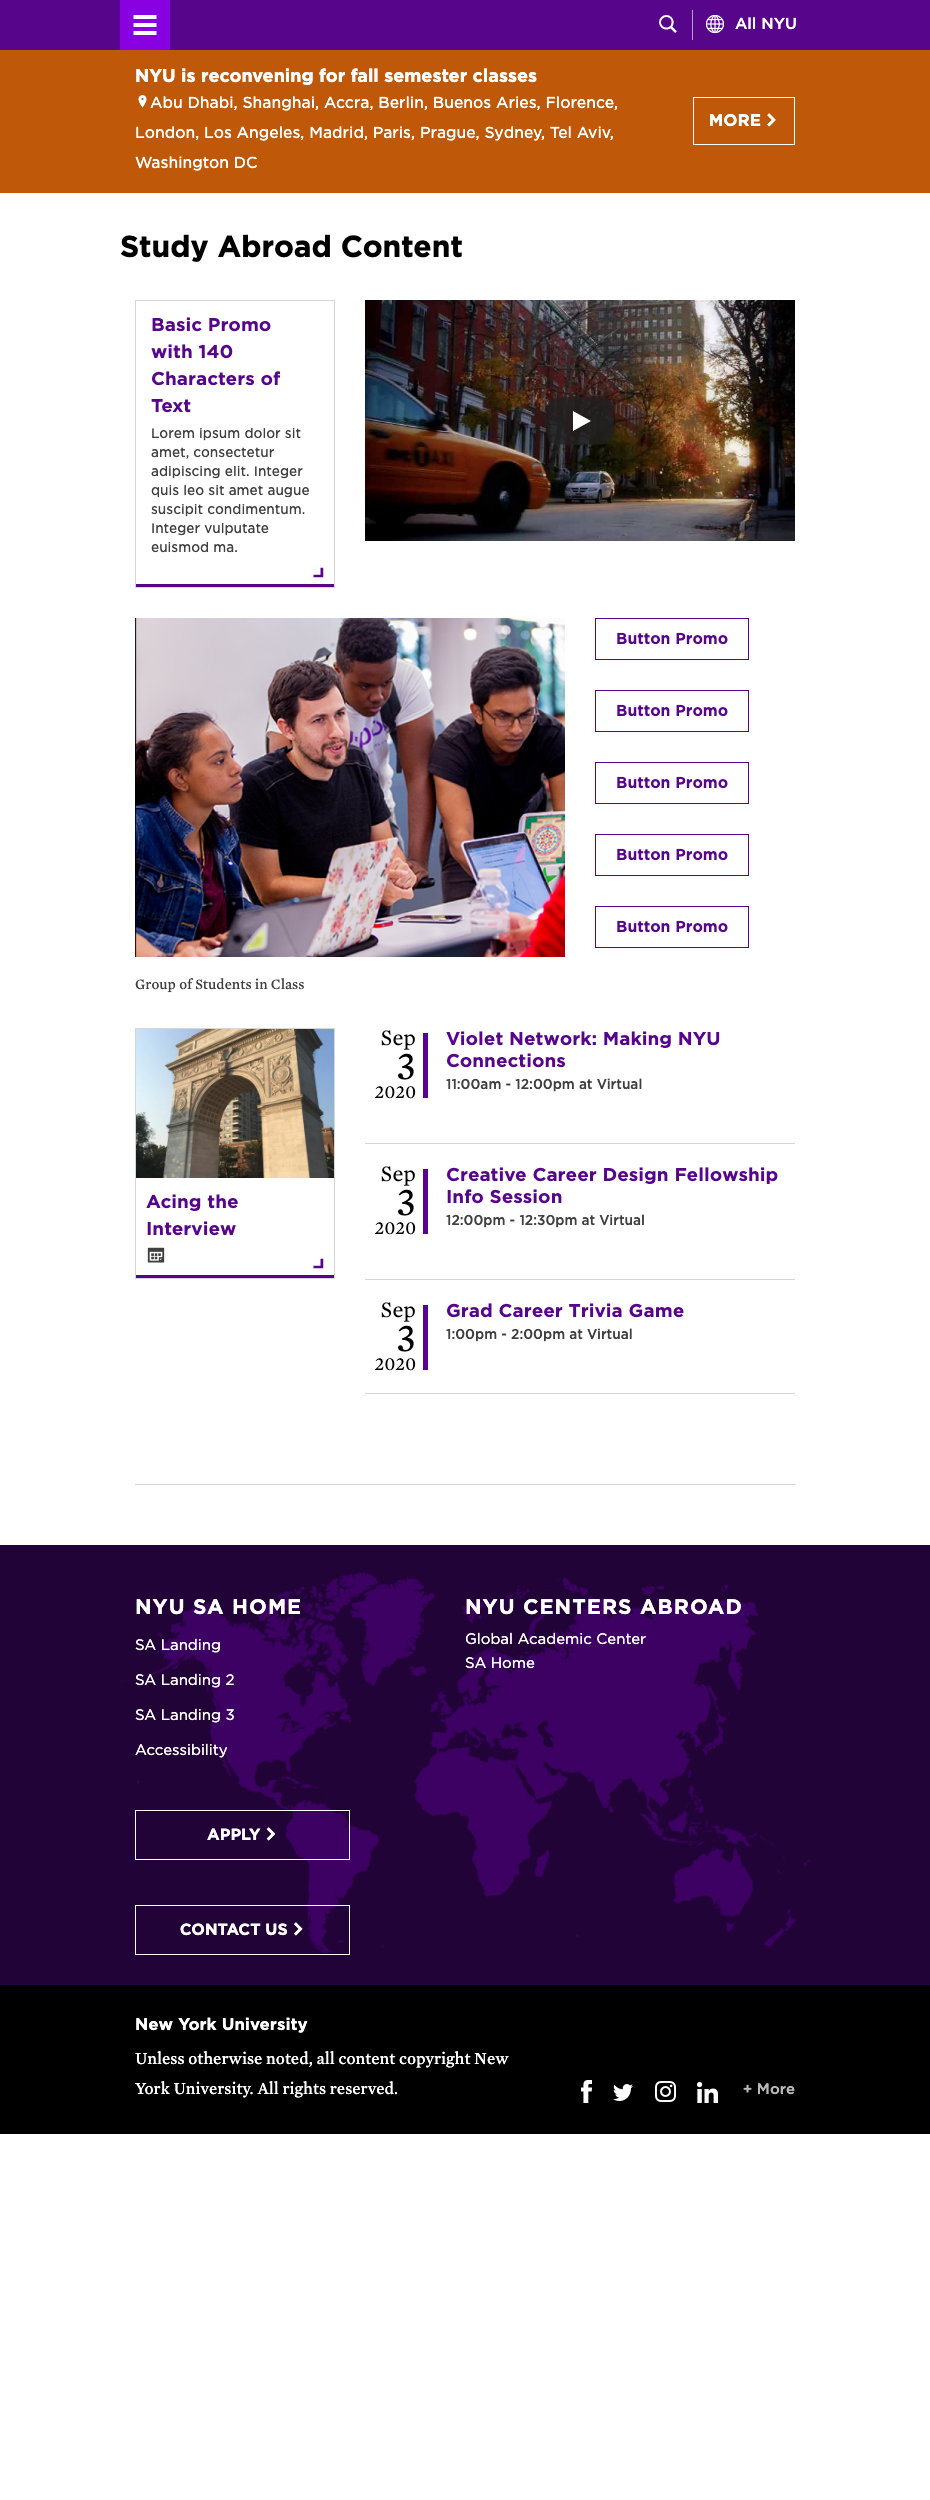 All NYU
NYU is reconvening for fall semester classes
Abu Dhabi, Shanghai, Accra, Berlin, Buenos Aries, Florence,
London, Los Angeles, Madrid, Paris, Prague, Sydney, Tel Aviv,
Washington DC
MORE
Study Abroad Content
Basic Promo
with 140
Characters of
Text
Lorem ipsum dolor sit
amet, consectetur
adipiscing elit. Integer
quis leo sit amet augue
suscipit condimentum.
Integer vulputate
euismod ma.
Button Promo
Button Promo
Button Promo
Button Promo
Button Promo
Group of Students in Class
Acing the
Interview
Sep
3
2020
Violet Network: Making NYU
Connections
11:00am - 12:00pm at Virtual
Sep
3
2020
Creative Career Design Fellowship
Info Session
12:00pm - 12:30pm at Virtual
Sep
3
2020
Grad Career Trivia Game
1:00pm - 2:00pm at Virtual
NYU SA HOME
SA Landing
SA Landing 2
SA Landing 3
Accessibility
NYU CENTERS ABROAD
Global Academic Center
SA Home
APPLY
CONTACT US
New York University
Unless otherwise noted, all content copyright New
York University. All rights reserved.
+ More